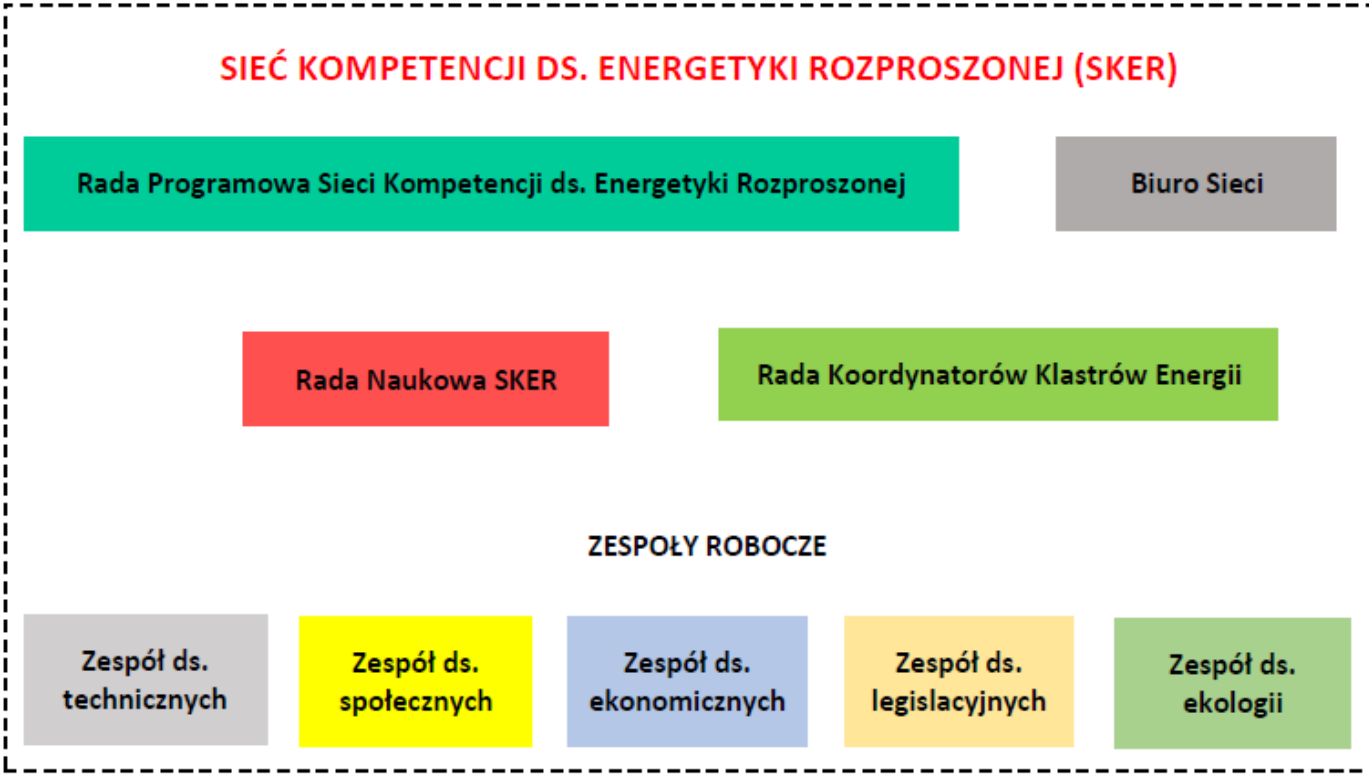 SIEĆ KOMPETENCJI DS. ENERGETYKI ROZPROSZONEJ (SKER)
Rada Programowa Sieci Kompetencji ds. Energetyki Rozproszonej
Biuro Sieci
Rada Naukowa SKER
Rada Koordynatorów Klastrów Energii
ZESPOŁY ROBOCZE
Zespół ds.
technicznych
Zespół ds.
społecznych
Zespół ds.
ekonomicznych
Zespół ds.
legislacyjnych
Zespół ds.
ekologii